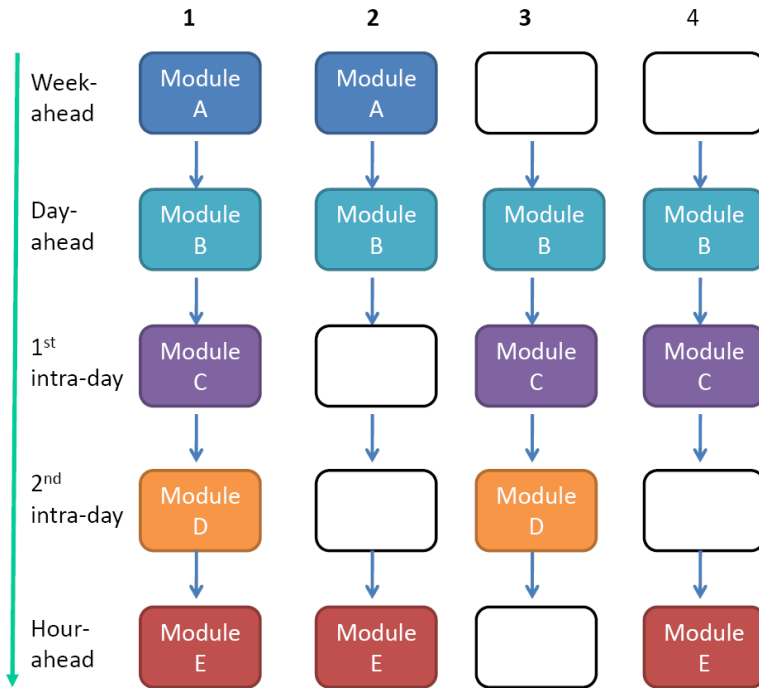 1 2 3 4
Week-
ahead
Module
A
Module
A
Day-
ahead
Module
B
Module
B
Module
B
Module
B
1st
intra-day
Module
C
Module
C
Module
C
2nd
intra-day
Module
D
Module
D
Hour-
ahead
Module
E
Module
E
Module
E